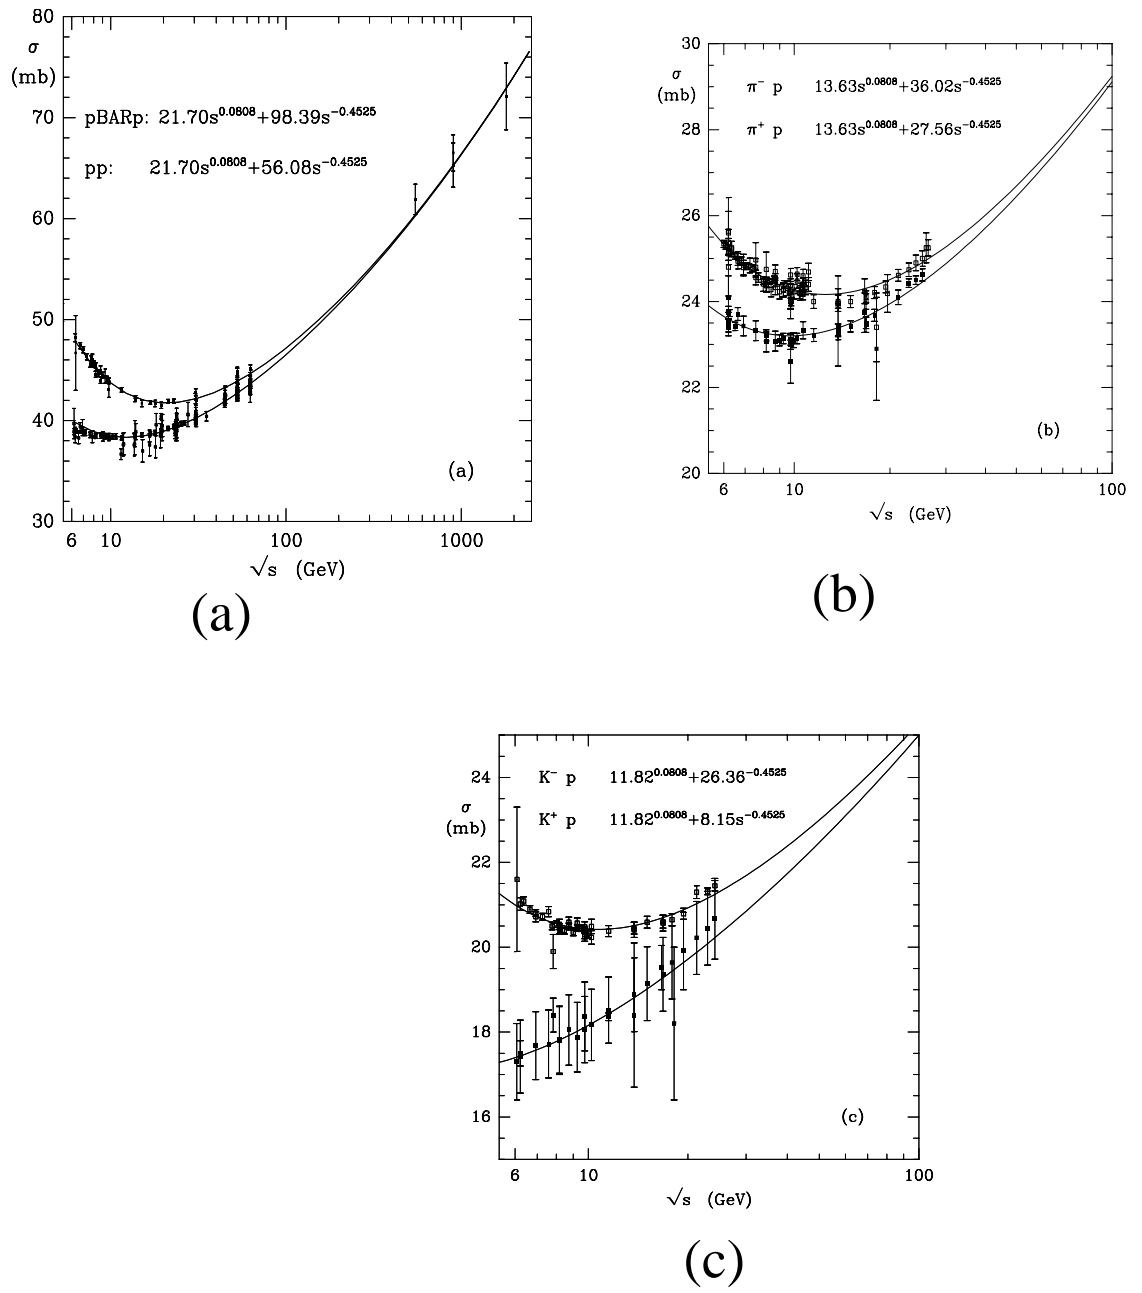 80
σ
(mb)
70
pBARp: 21.70s^0.0808+98.39s^−0.4525
pp: 21.70s^0.0808+56.08s^−0.4525
60
50
40
(a)
30
6 10 100 1000
√s (GeV)
(a)
30
σ
(mb)
π⁻ p 13.63s^0.0808+36.02s^−0.4525
π⁺ p 13.63s^0.0808+27.56s^−0.4525
28
26
24
22
(b)
20
6 10 100
√s (GeV)
(b)
24
σ
(mb)
K⁻ p 11.82^0.0808+26.36^−0.4525
K⁺ p 11.82^0.0808+8.15s^−0.4525
22
20
18
16
(c)
6 10 100
√s (GeV)
(c)